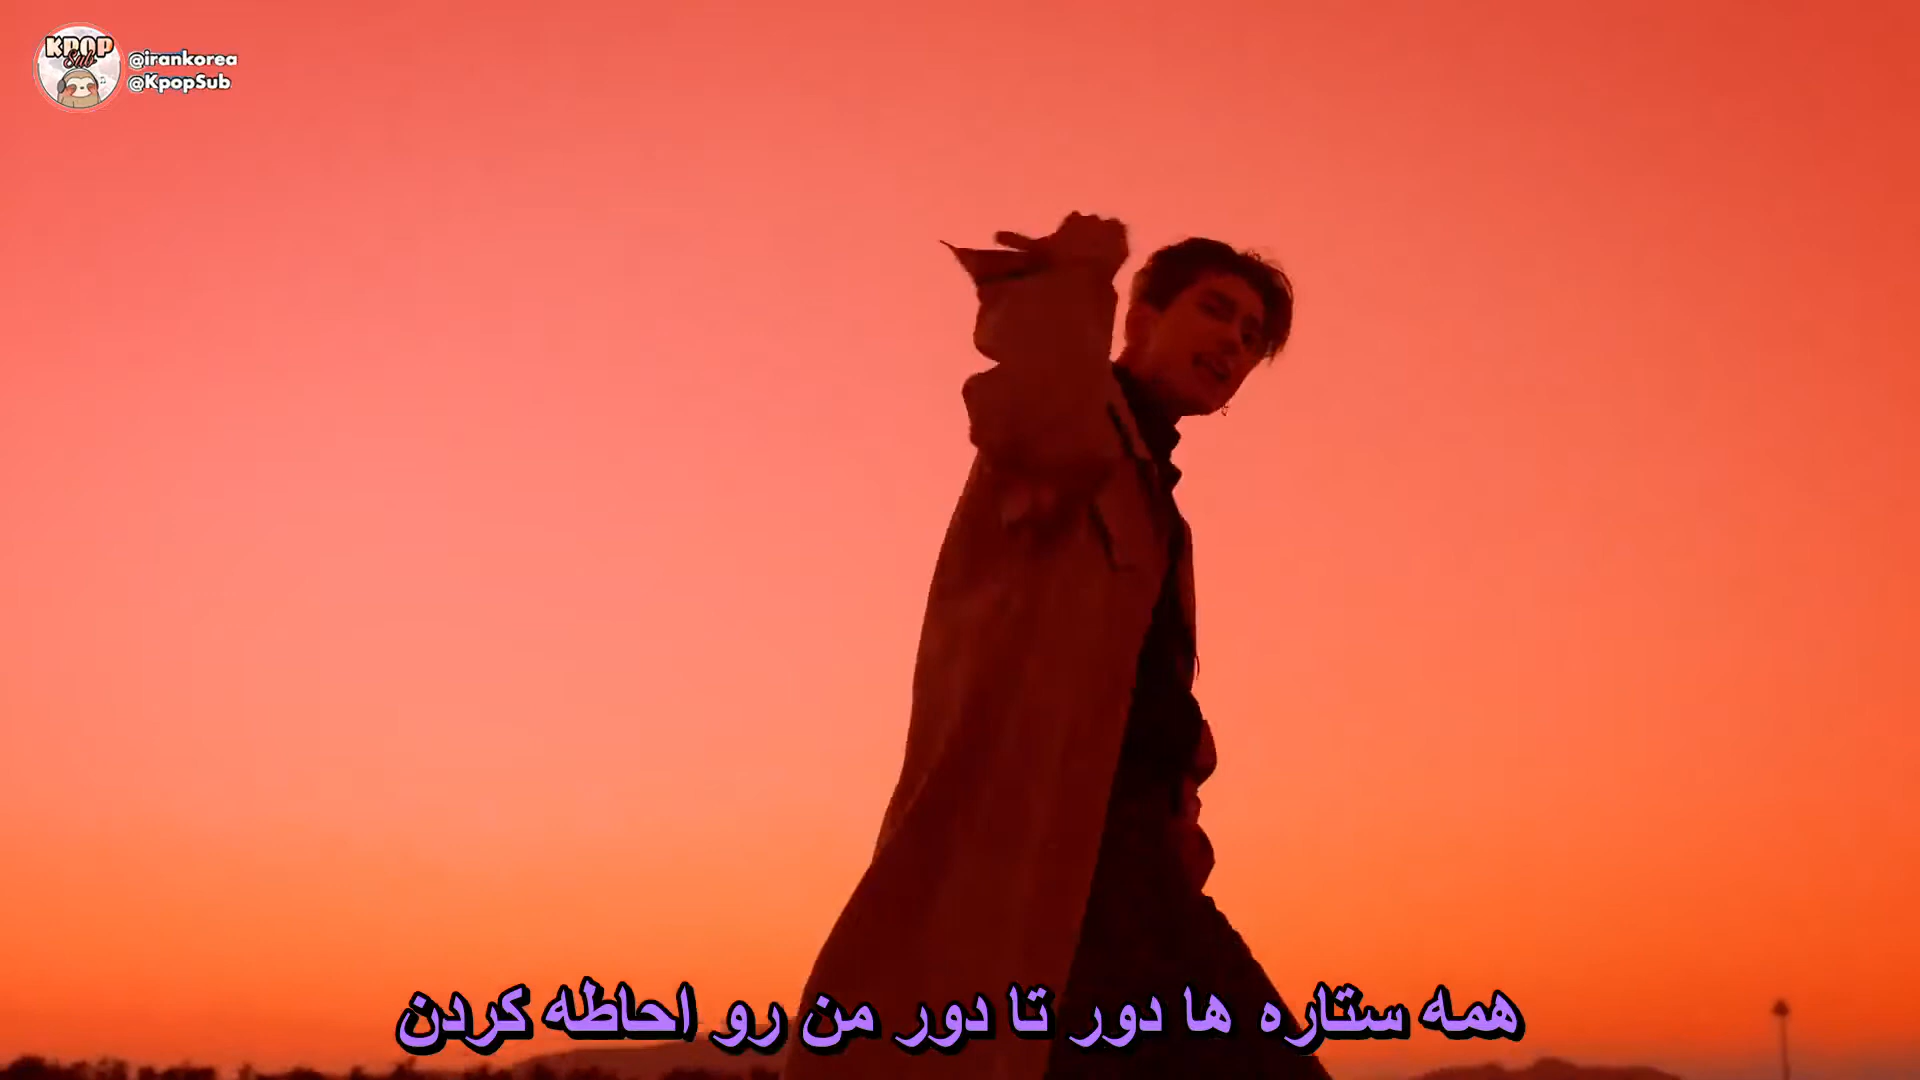 KPOP
Sub
@irankorea
@KpopSub
همه ستاره ها دور تا دور من رو احاطه کردن